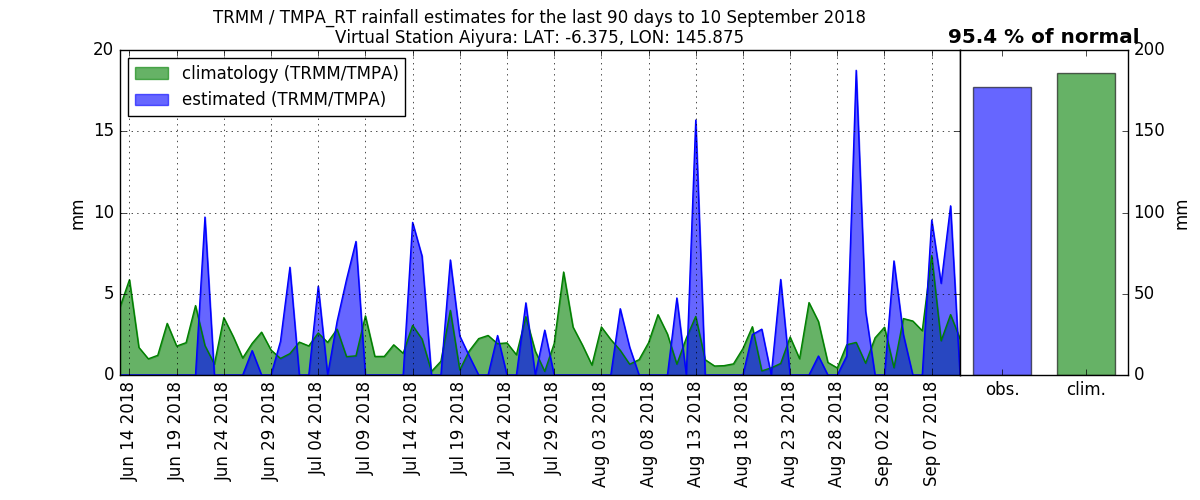 TRMM / TMPA_RT rainfall estimates for the last 90 days to 10 September 2018
Virtual Station Aiyura: LAT: -6.375, LON: 145.875
95.4 % of normal
climatology (TRMM/TMPA)
estimated (TRMM/TMPA)
20
15
10
5
0
mm
200
150
100
50
0
mm
Jun 14 2018
Jun 19 2018
Jun 24 2018
Jun 29 2018
Jul 04 2018
Jul 09 2018
Jul 14 2018
Jul 19 2018
Jul 24 2018
Jul 29 2018
Aug 03 2018
Aug 08 2018
Aug 13 2018
Aug 18 2018
Aug 23 2018
Aug 28 2018
Sep 02 2018
Sep 07 2018
obs.
clim.